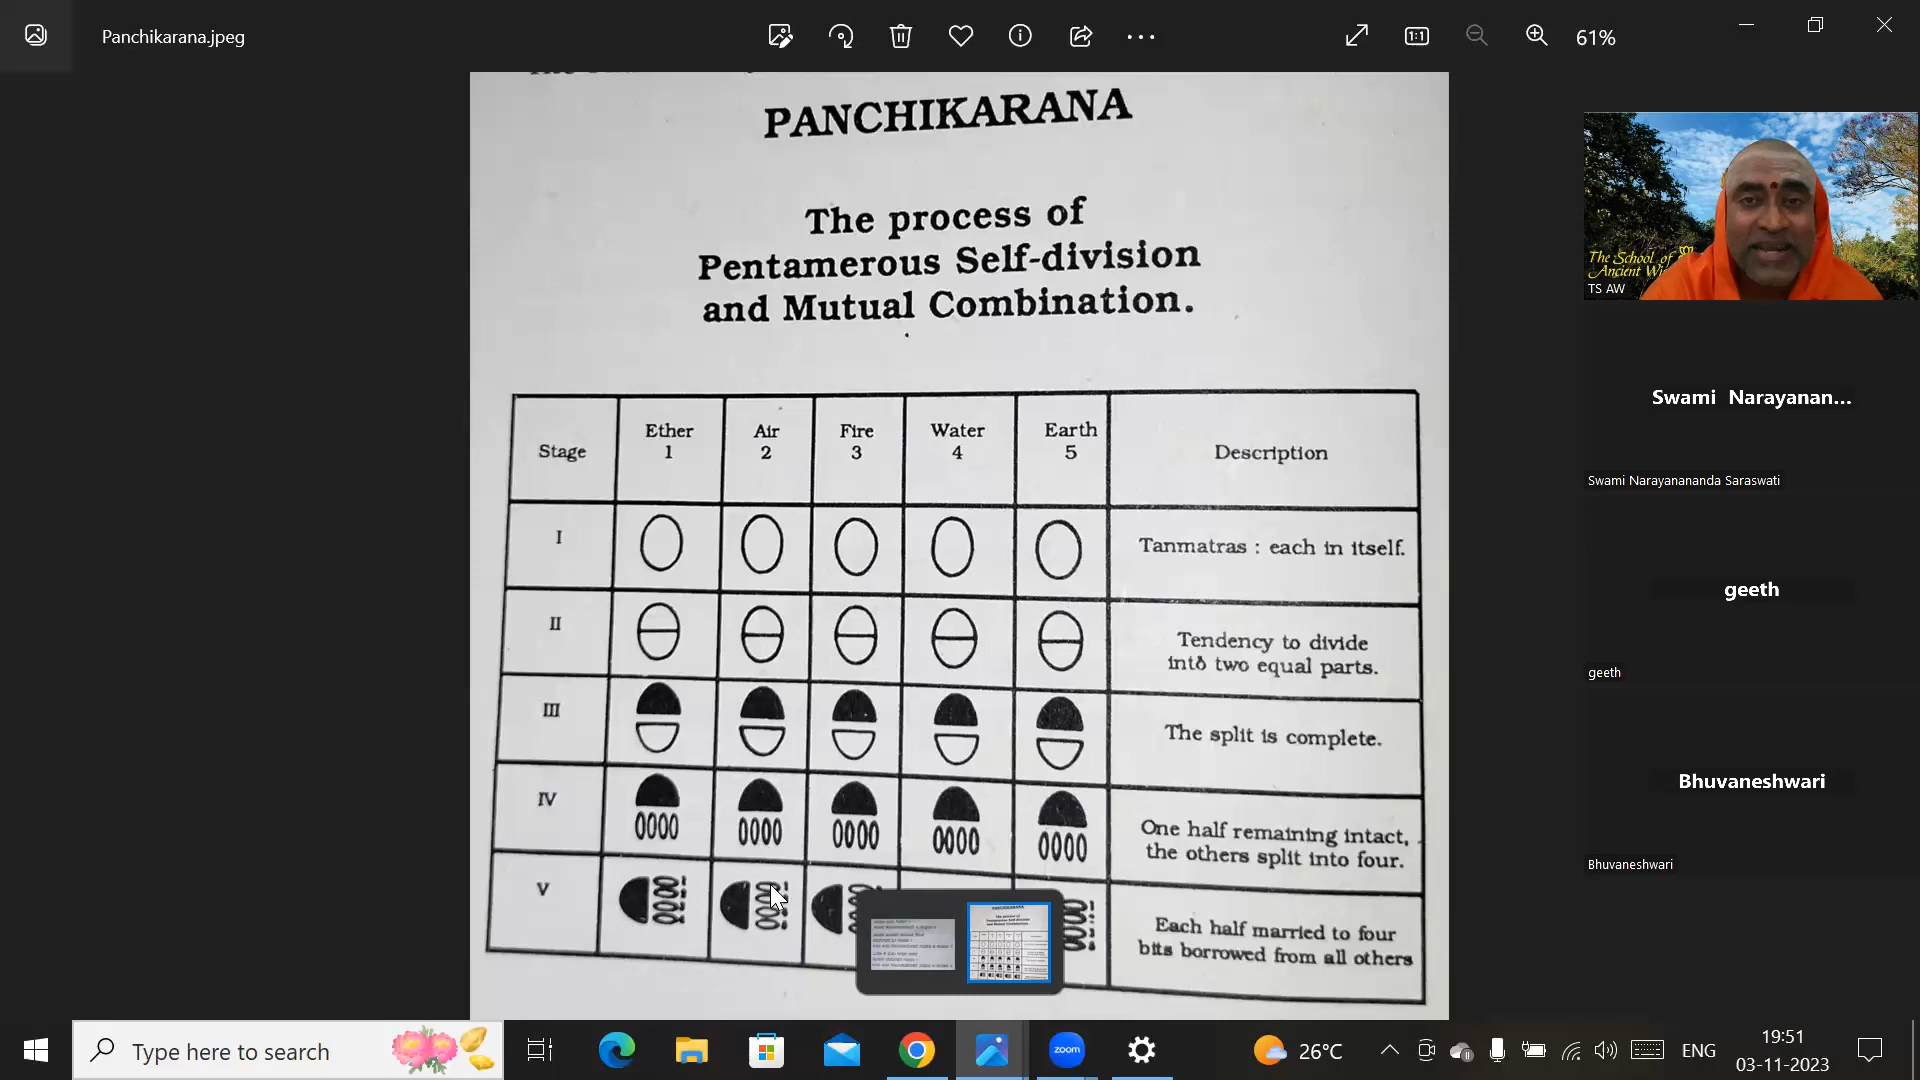 Panchikarana.jpeg
61%
PANCHIKARANA
The process of
Pentamerous Self-division
and Mutual Combination.
Stage
Ether
1
Air
2
Fire
3
Water
4
Earth
5
Description
I
Tanmatras : each in itself.
II
Tendency to divide
into two equal parts.
III
The split is complete.
IV
One half remaining intact,
the others split into four.
V
Each half married to four
bits borrowed from all others
The School of
Ancient Wi
TS AW
Swami Narayanan...
Swami Narayanananda Saraswati
geeth
geeth
Bhuvaneshwari
Bhuvaneshwari
Type here to search
zoom
26°C
ENG
19:51
03-11-2023